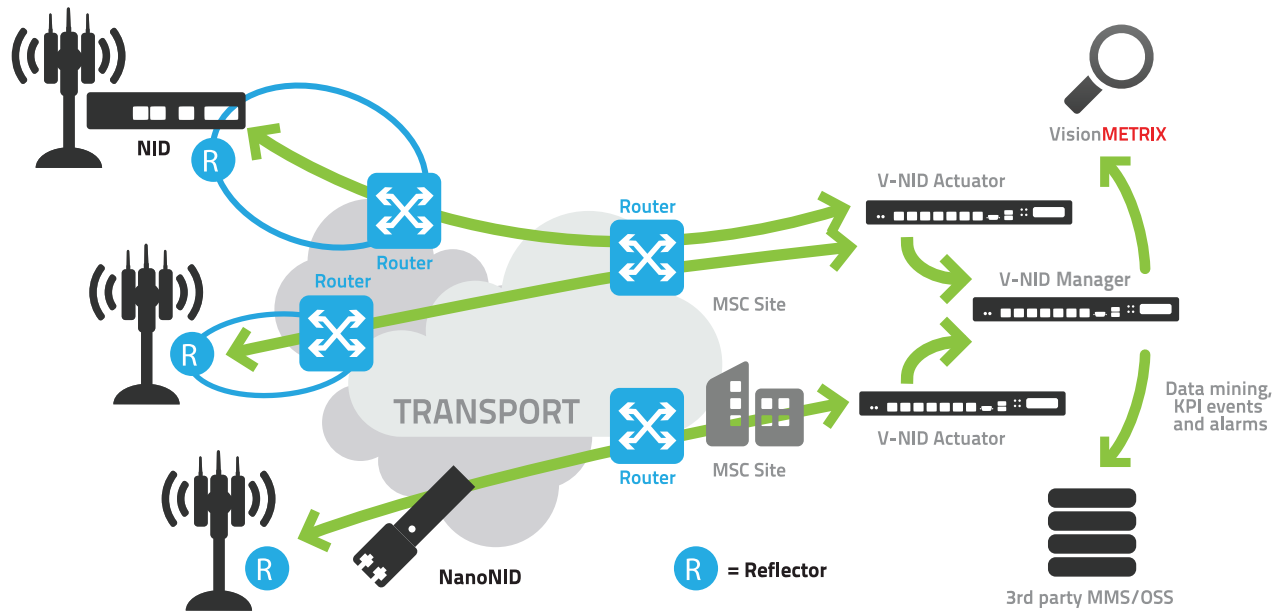 VisionMETRIX
NID
R
V-NID Actuator
Router
Router
Router
V-NID Manager
MSC Site
R
TRANSPORT
Data mining,
KPI events
and alarms
V-NID Actuator
MSC Site
Router
R
NanoNID
R = Reflector
3rd party MMS/OSS